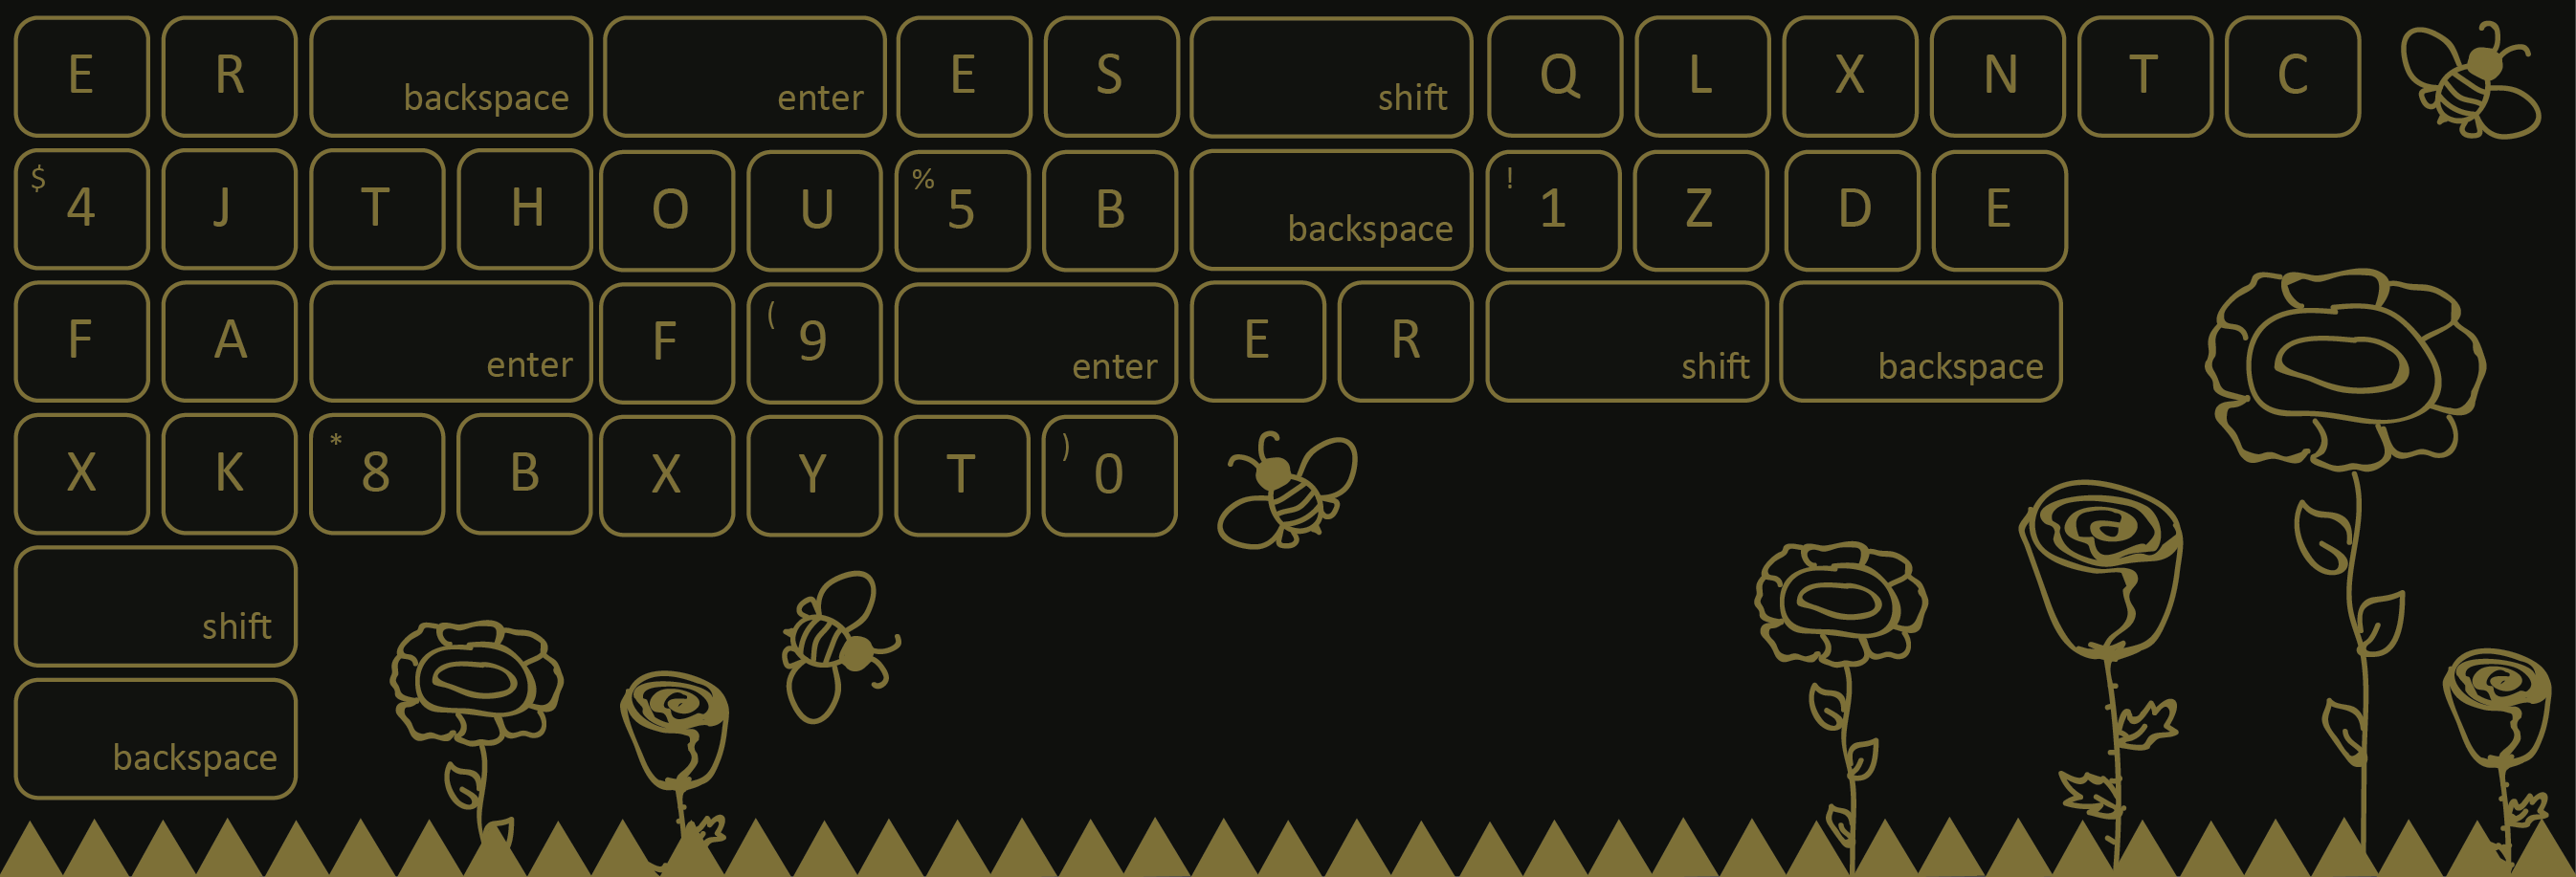 E R backspace enter E S shift Q L X N T C
$ 4 J T H O U % 5 B backspace ! 1 Z D E
F A enter F ( 9 enter E R shift backspace
X K * 8 B X Y T ) 0
shift
backspace